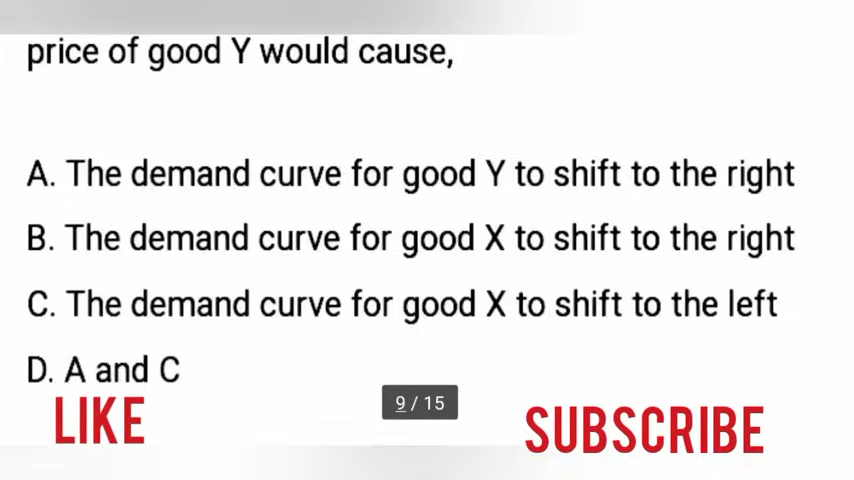 price of good Y would cause,
A. The demand curve for good Y to shift to the right
B. The demand curve for good X to shift to the right
C. The demand curve for good X to shift to the left
D. A and C
9 / 15
LIKE
SUBSCRIBE